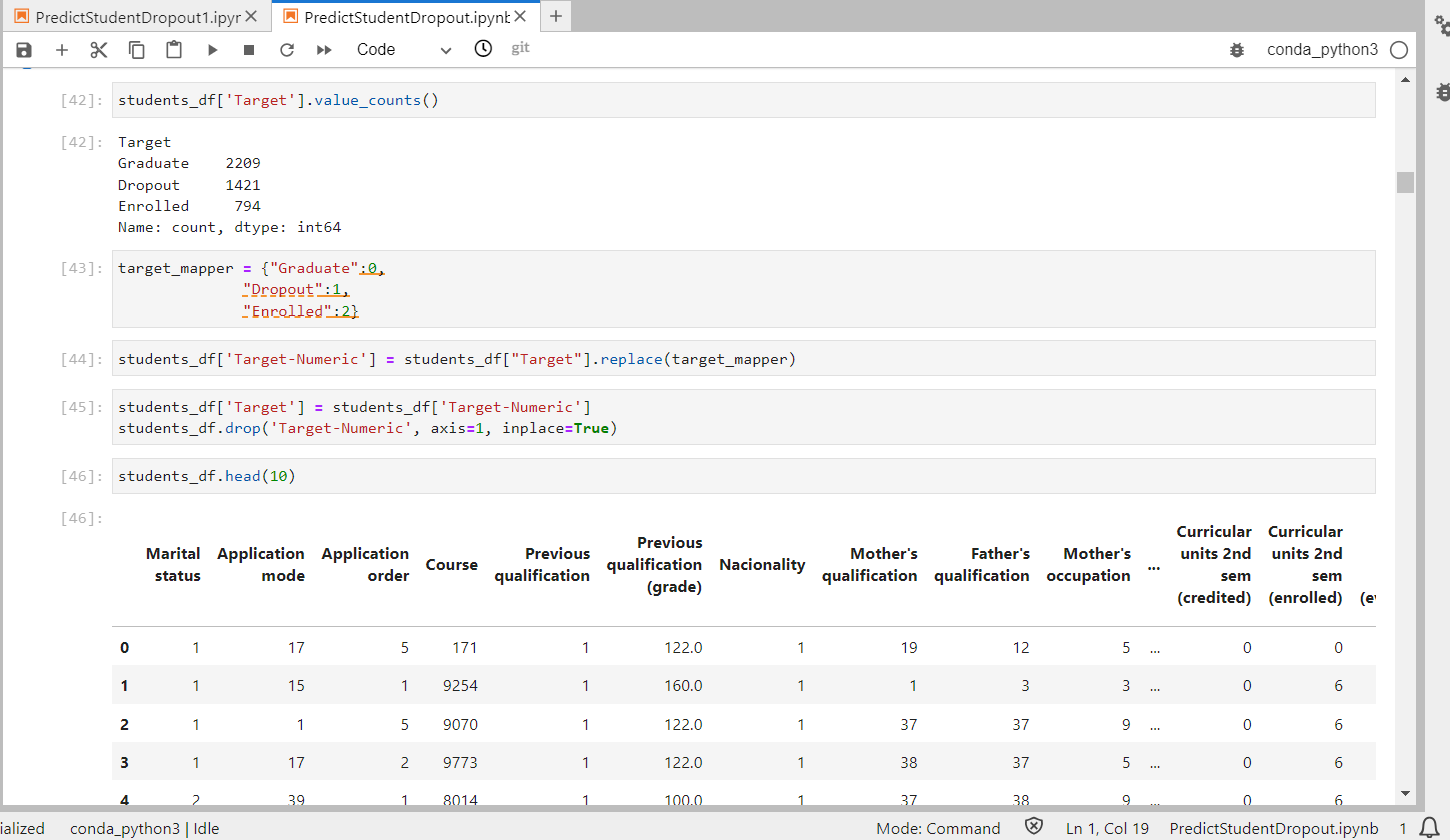 PredictStudentDropout1.ipyr
PredictStudentDropout.ipynb
Code
git
conda_python3
[42]: students_df['Target'].value_counts()
[42]: Target
Graduate 2209
Dropout 1421
Enrolled 794
Name: count, dtype: int64
[43]: target_mapper = {"Graduate":0,
"Dropout":1,
"Enrolled":2}
[44]: students_df['Target-Numeric'] = students_df["Target"].replace(target_mapper)
[45]: students_df['Target'] = students_df['Target-Numeric']
students_df.drop('Target-Numeric', axis=1, inplace=True)
[46]: students_df.head(10)
[46]:
Marital status Application mode Application order Course Previous qualification Previous qualification (grade) Nacionality Mother's qualification Father's qualification Mother's occupation ... Curricular units 2nd sem (credited) Curricular units 2nd sem (enrolled)
0 1 17 5 171 1 122.0 1 19 12 5 ... 0 0
1 1 15 1 9254 1 160.0 1 1 3 3 ... 0 6
2 1 1 5 9070 1 122.0 1 37 37 9 ... 0 6
3 1 17 2 9773 1 122.0 1 38 37 5 ... 0 6
4 2 39 1 8014 1 100.0 1 37 38 9 ... 0 6
ialized conda_python3 | Idle Mode: Command Ln 1, Col 19 PredictStudentDropout.ipynb 1